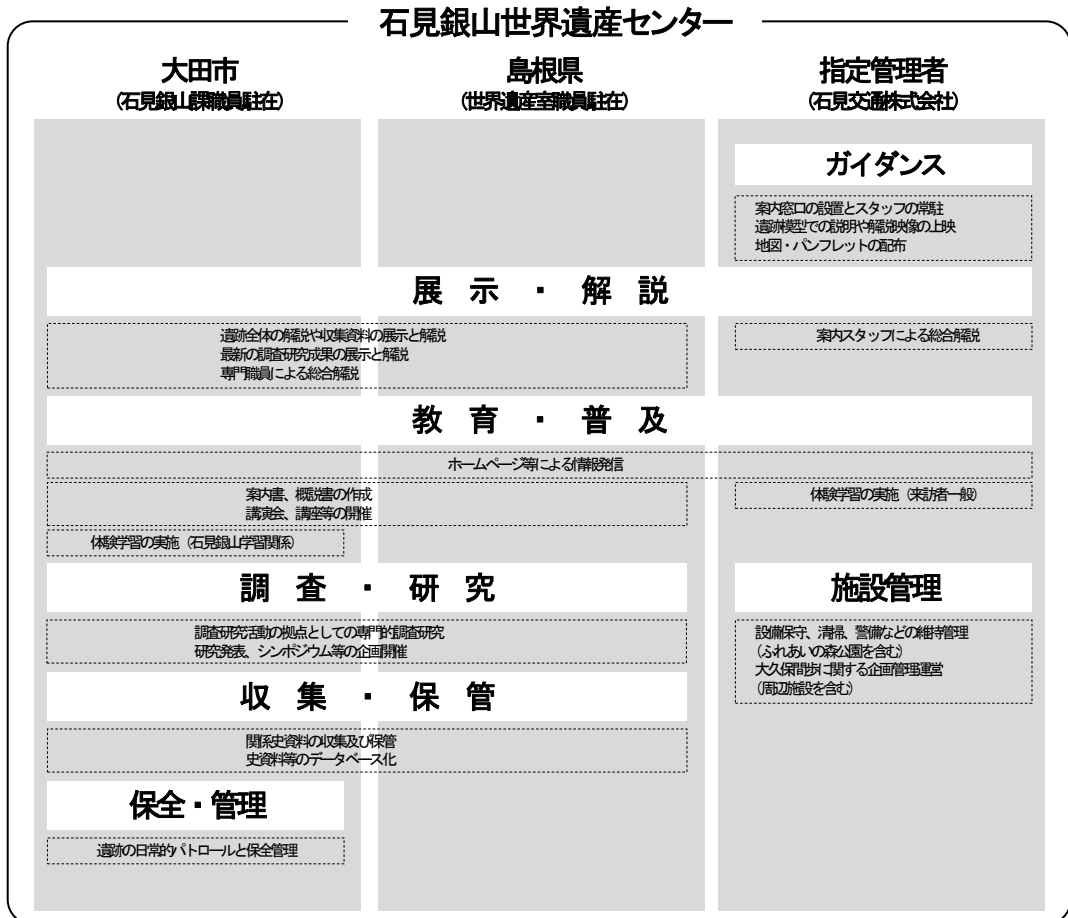 石見銀山世界遺産センター
大田市
(石見銀山課職員駐在)
島根県
(世界遺産室職員駐在)
指定管理者
(石見交通株式会社)
ガイダンス
案内窓口の設置とスタッフの常駐
遺跡模型での説明や解説映像の上映
地図・パンフレットの配布
展示・解説
遺跡全体の解説や収集資料の展示と解説
最新の調査研究成果の展示と解説
専門職員による総合解説
案内スタッフによる総合解説
教育・普及
ホームページ等による情報発信
案内書、概説書の作成
講演会、講座等の開催
体験学習の実施(来訪者一般)
体験学習の実施(石見銀山学習関係)
調査・研究
調査研究活動の拠点としての専門的調査研究
研究発表、シンポジウム等の企画開催
施設管理
設備保守、清掃、警備などの維持管理
(ふれあいの森公園を含む)
大久保間歩に関する企画管理運営
(周辺施設を含む)
収集・保管
関係史資料の収集及び保管
史資料等のデータベース化
保全・管理
遺跡の日常的パトロールと保全管理